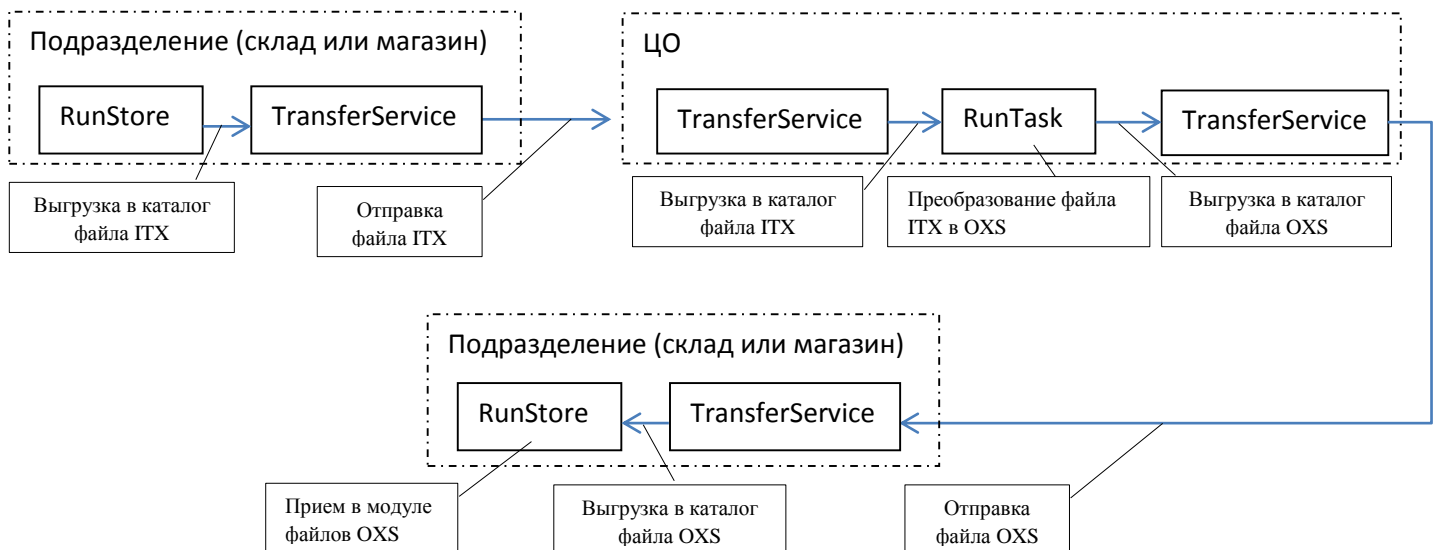 Подразделение (склад или магазин)
RunStore
TransferService
Выгрузка в каталог
файла ITX
Отправка
файла ITX
ЦО
TransferService
RunTask
TransferService
Выгрузка в каталог
файла ITX
Преобразование файла
ITX в OXS
Выгрузка в каталог
файла OXS
Подразделение (склад или магазин)
RunStore
TransferService
Прием в модуле
файлов OXS
Выгрузка в каталог
файла OXS
Отправка
файла OXS